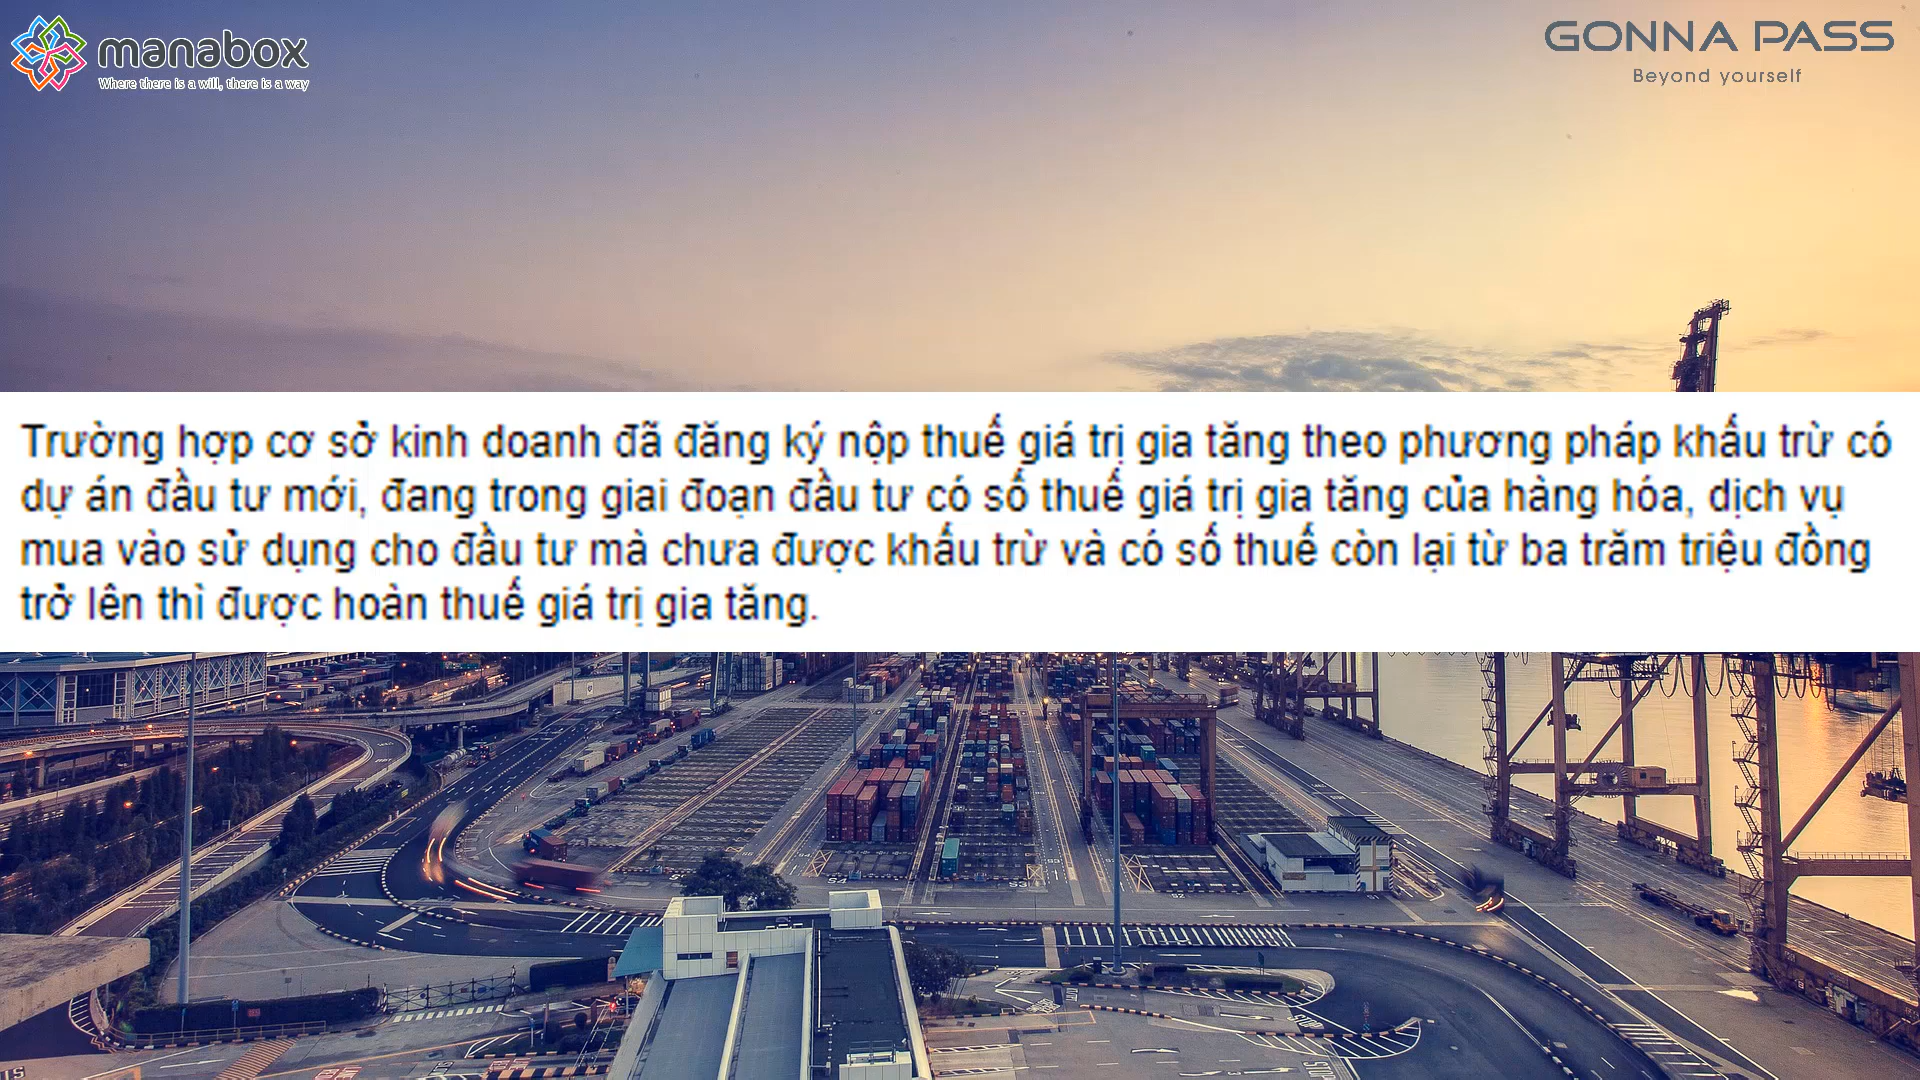 manabox
Where there is a will, there is a way
GONNA PASS
Beyond yourself
Trường hợp cơ sở kinh doanh đã đăng ký nộp thuế giá trị gia tăng theo phương pháp khấu trừ có
dự án đầu tư mới, đang trong giai đoạn đầu tư có số thuế giá trị gia tăng của hàng hóa, dịch vụ
mua vào sử dụng cho đầu tư mà chưa được khấu trừ và có số thuế còn lại từ ba trăm triệu đồng
trở lên thì được hoàn thuế giá trị gia tăng.